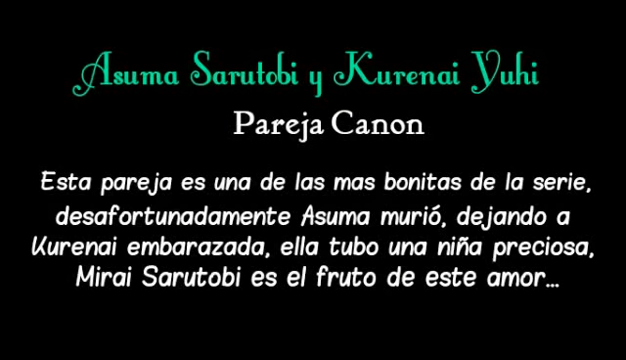 Asuma Sarutobi y Kurenai Yuhi
Pareja Canon
Esta pareja es una de las mas bonitas de la serie,
desafortunadamente Asuma murió, dejando a
Kurenai embarazada, ella tubo una niña preciosa,
Mirai Sarutobi es el fruto de este amor...